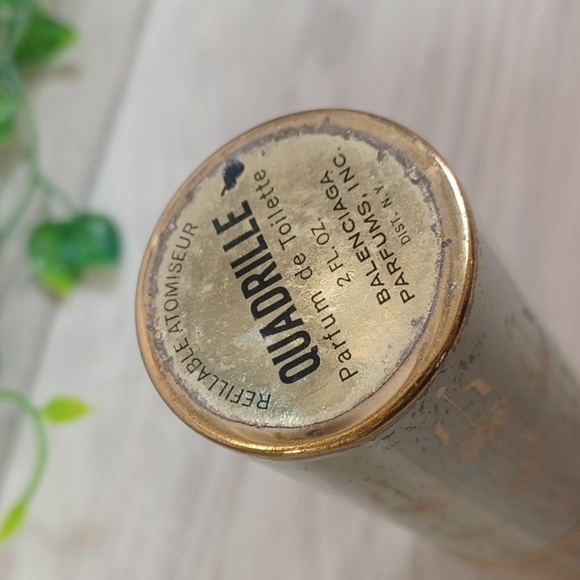 REFILLABLE ATOMISEUR
QUADRILLE
Parfum de Toilette
2 FL. OZ.
BALENCIAGA
PARFUMS, INC.
DIST. N.Y.